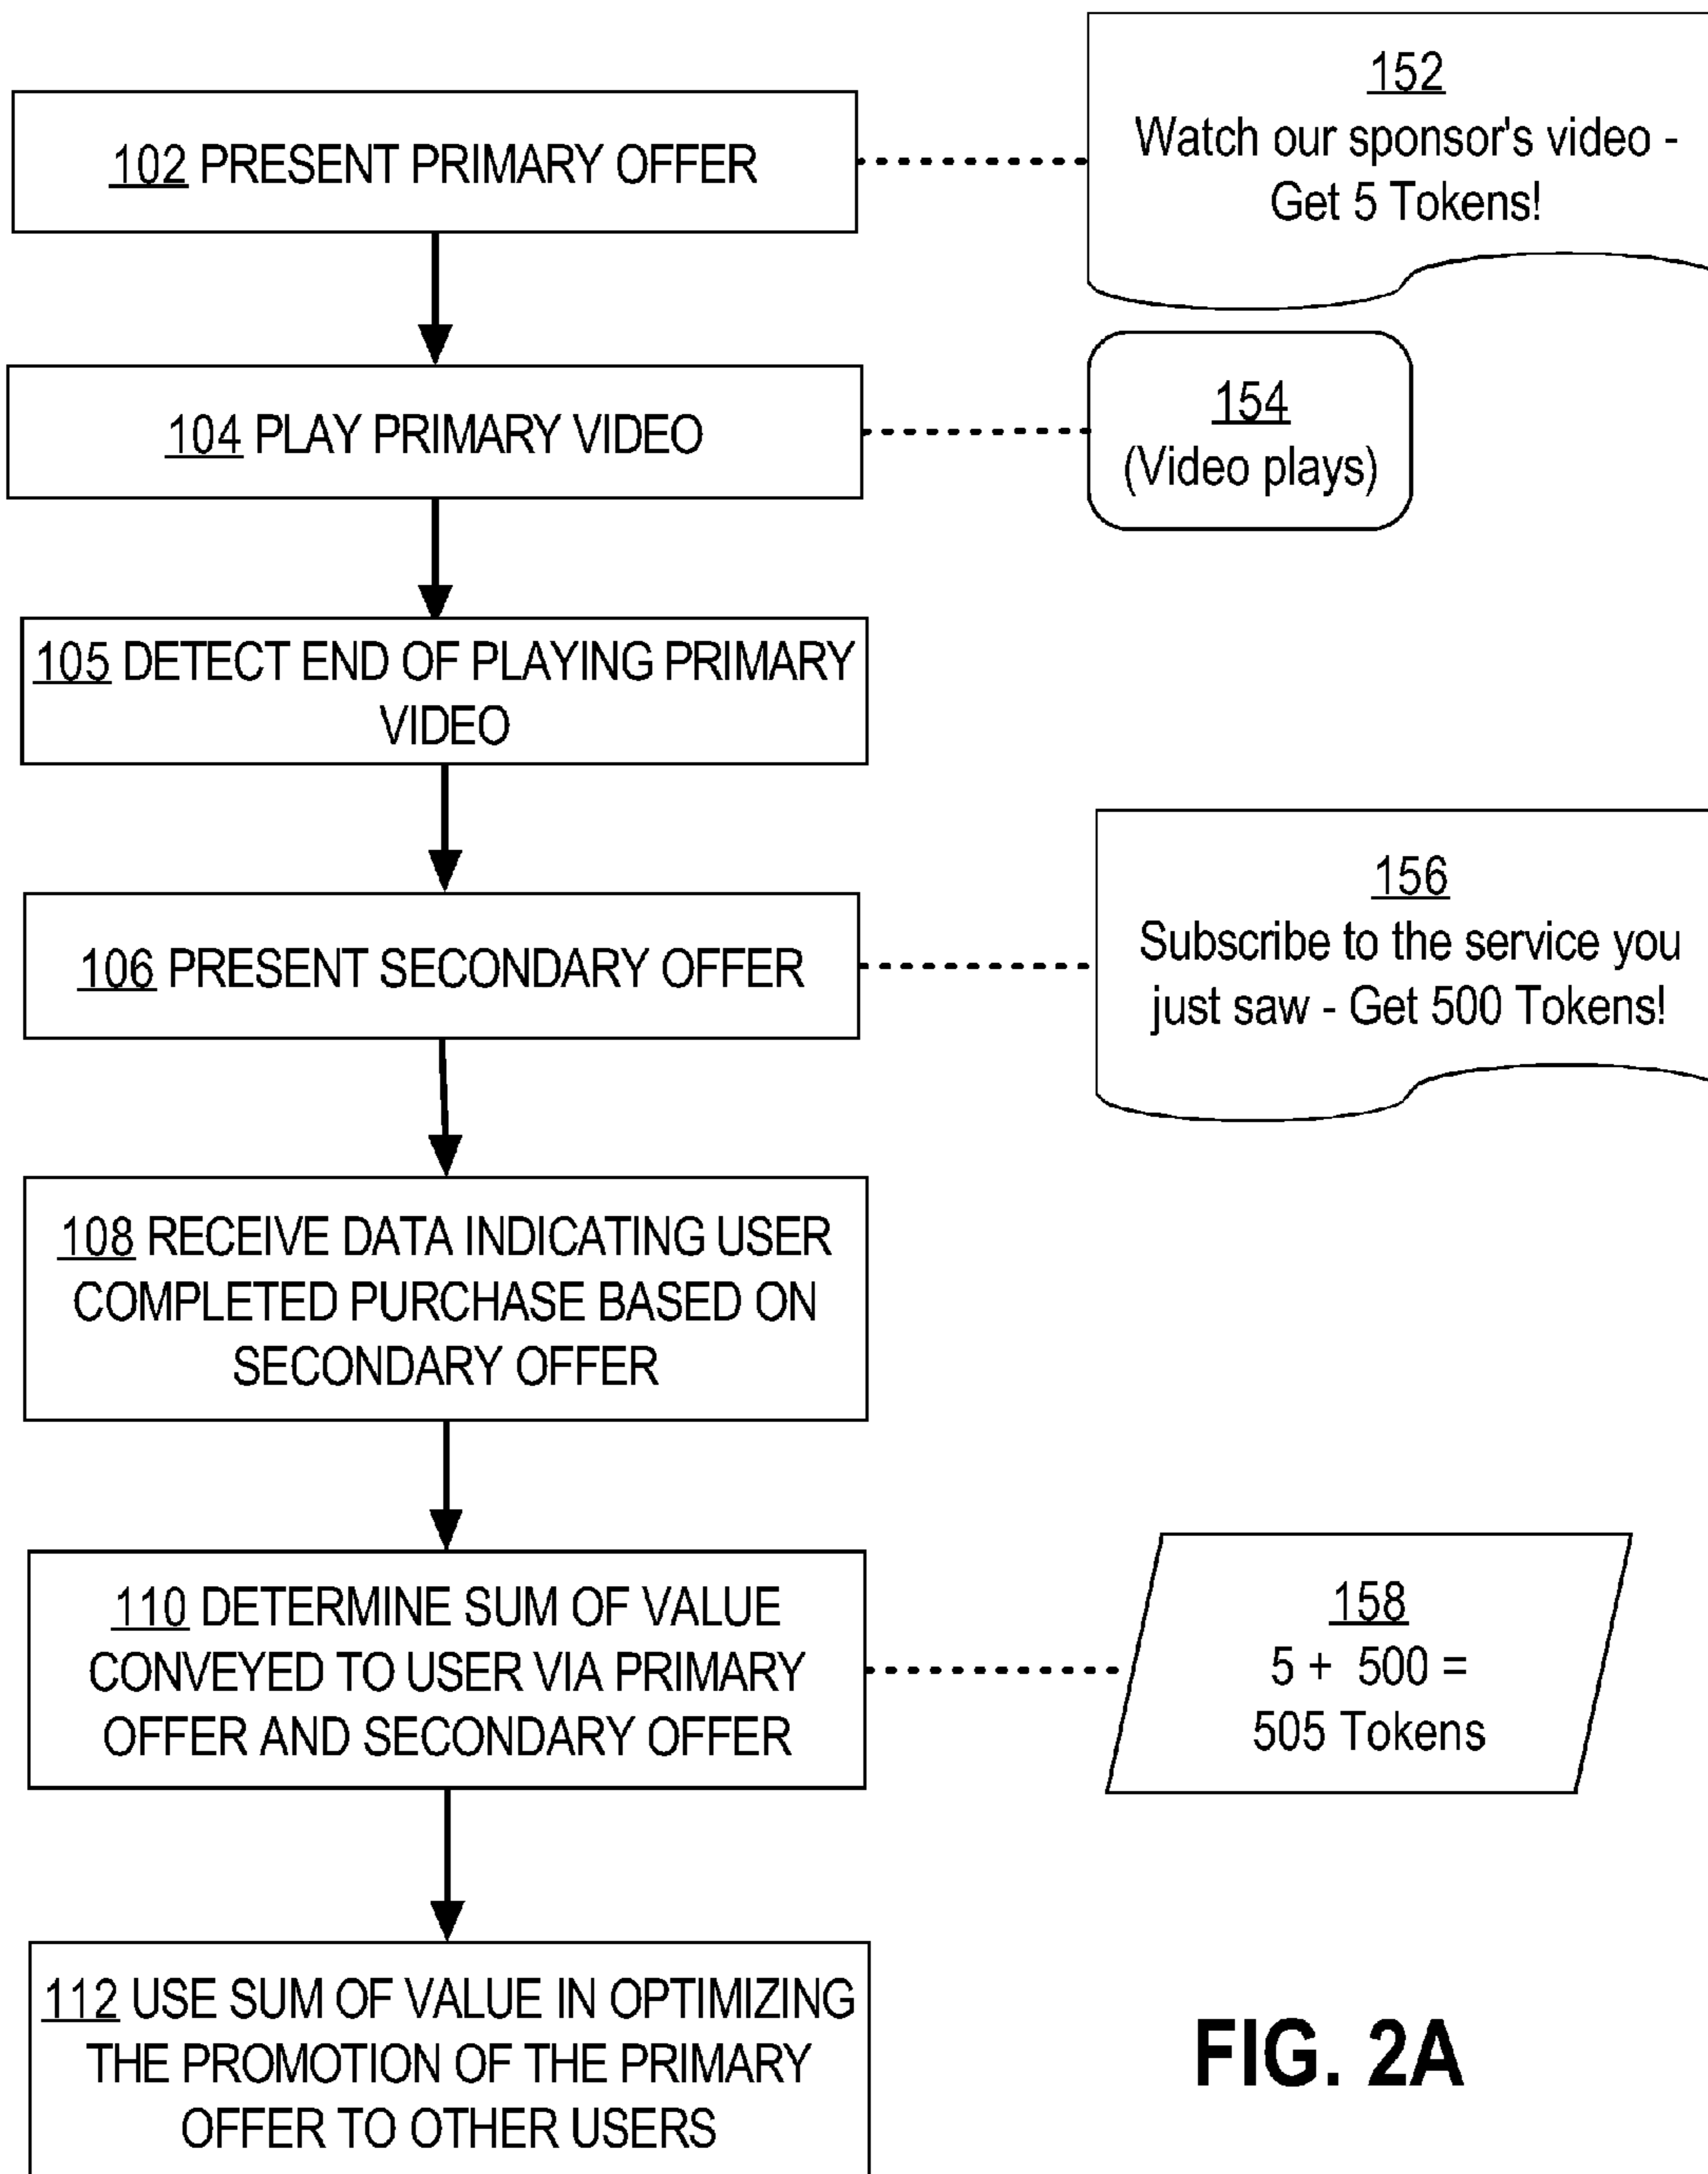 102 PRESENT PRIMARY OFFER
152
Watch our sponsor's video -
Get 5 Tokens!
104 PLAY PRIMARY VIDEO
154
(Video plays)
105 DETECT END OF PLAYING PRIMARY
VIDEO
106 PRESENT SECONDARY OFFER
156
Subscribe to the service you
just saw - Get 500 Tokens!
108 RECEIVE DATA INDICATING USER
COMPLETED PURCHASE BASED ON
SECONDARY OFFER
110 DETERMINE SUM OF VALUE
CONVEYED TO USER VIA PRIMARY
OFFER AND SECONDARY OFFER
158
5 + 500 =
505 Tokens
112 USE SUM OF VALUE IN OPTIMIZING
THE PROMOTION OF THE PRIMARY
OFFER TO OTHER USERS
FIG. 2A